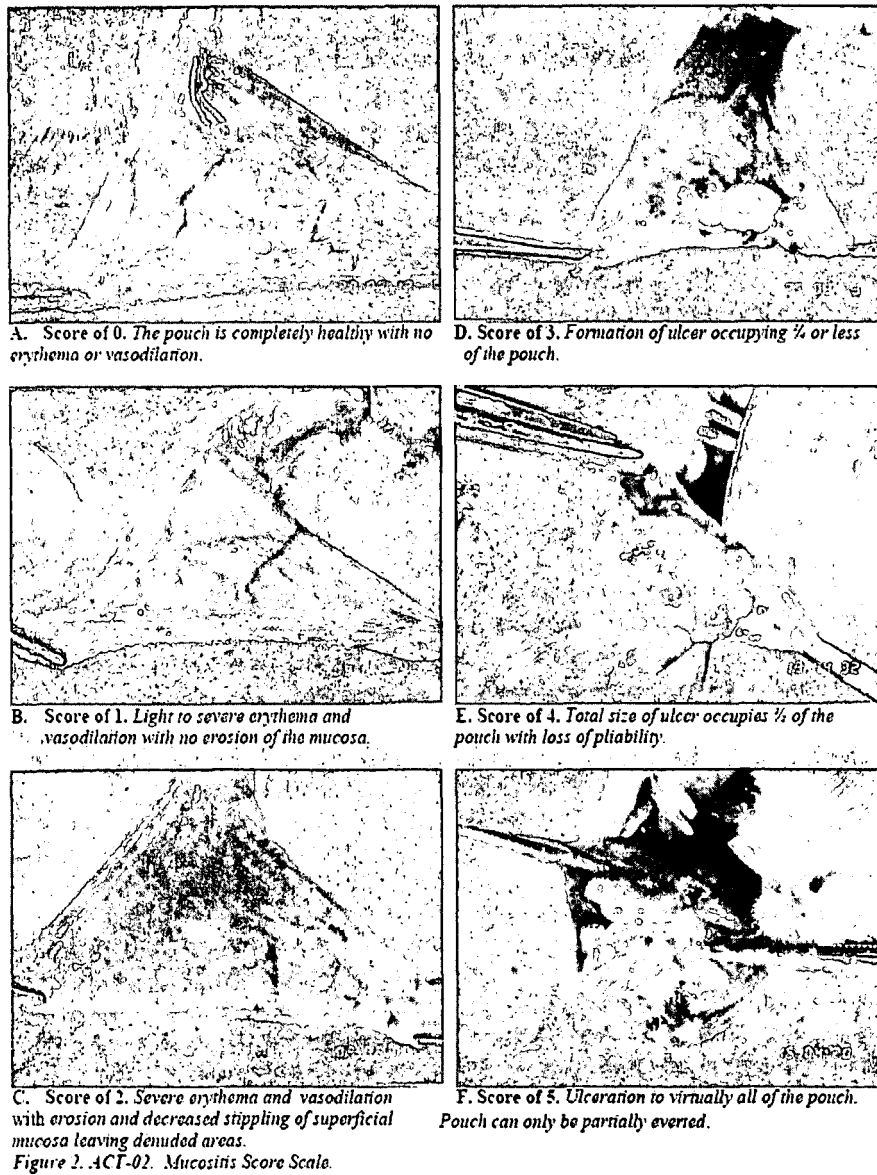 A. Score of 0. The pouch is completely healthy with no
erythema or vasodilation.
B. Score of 1. Light to severe erythema and
vasodilation with no erosion of the mucosa.
C. Score of 2. Severe erythema and vasodilation
with erosion and decreased stippling of superficial
mucosa leaving denuded areas.
D. Score of 3. Formation of ulcer occupying ¼ or less
of the pouch.
E. Score of 4. Total size of ulcer occupies ½ of the
pouch with loss of pliability.
F. Score of 5. Ulceration to virtually all of the pouch.
Pouch can only be partially everted.
Figure 2. ACT-02. Mucositis Score Scale.